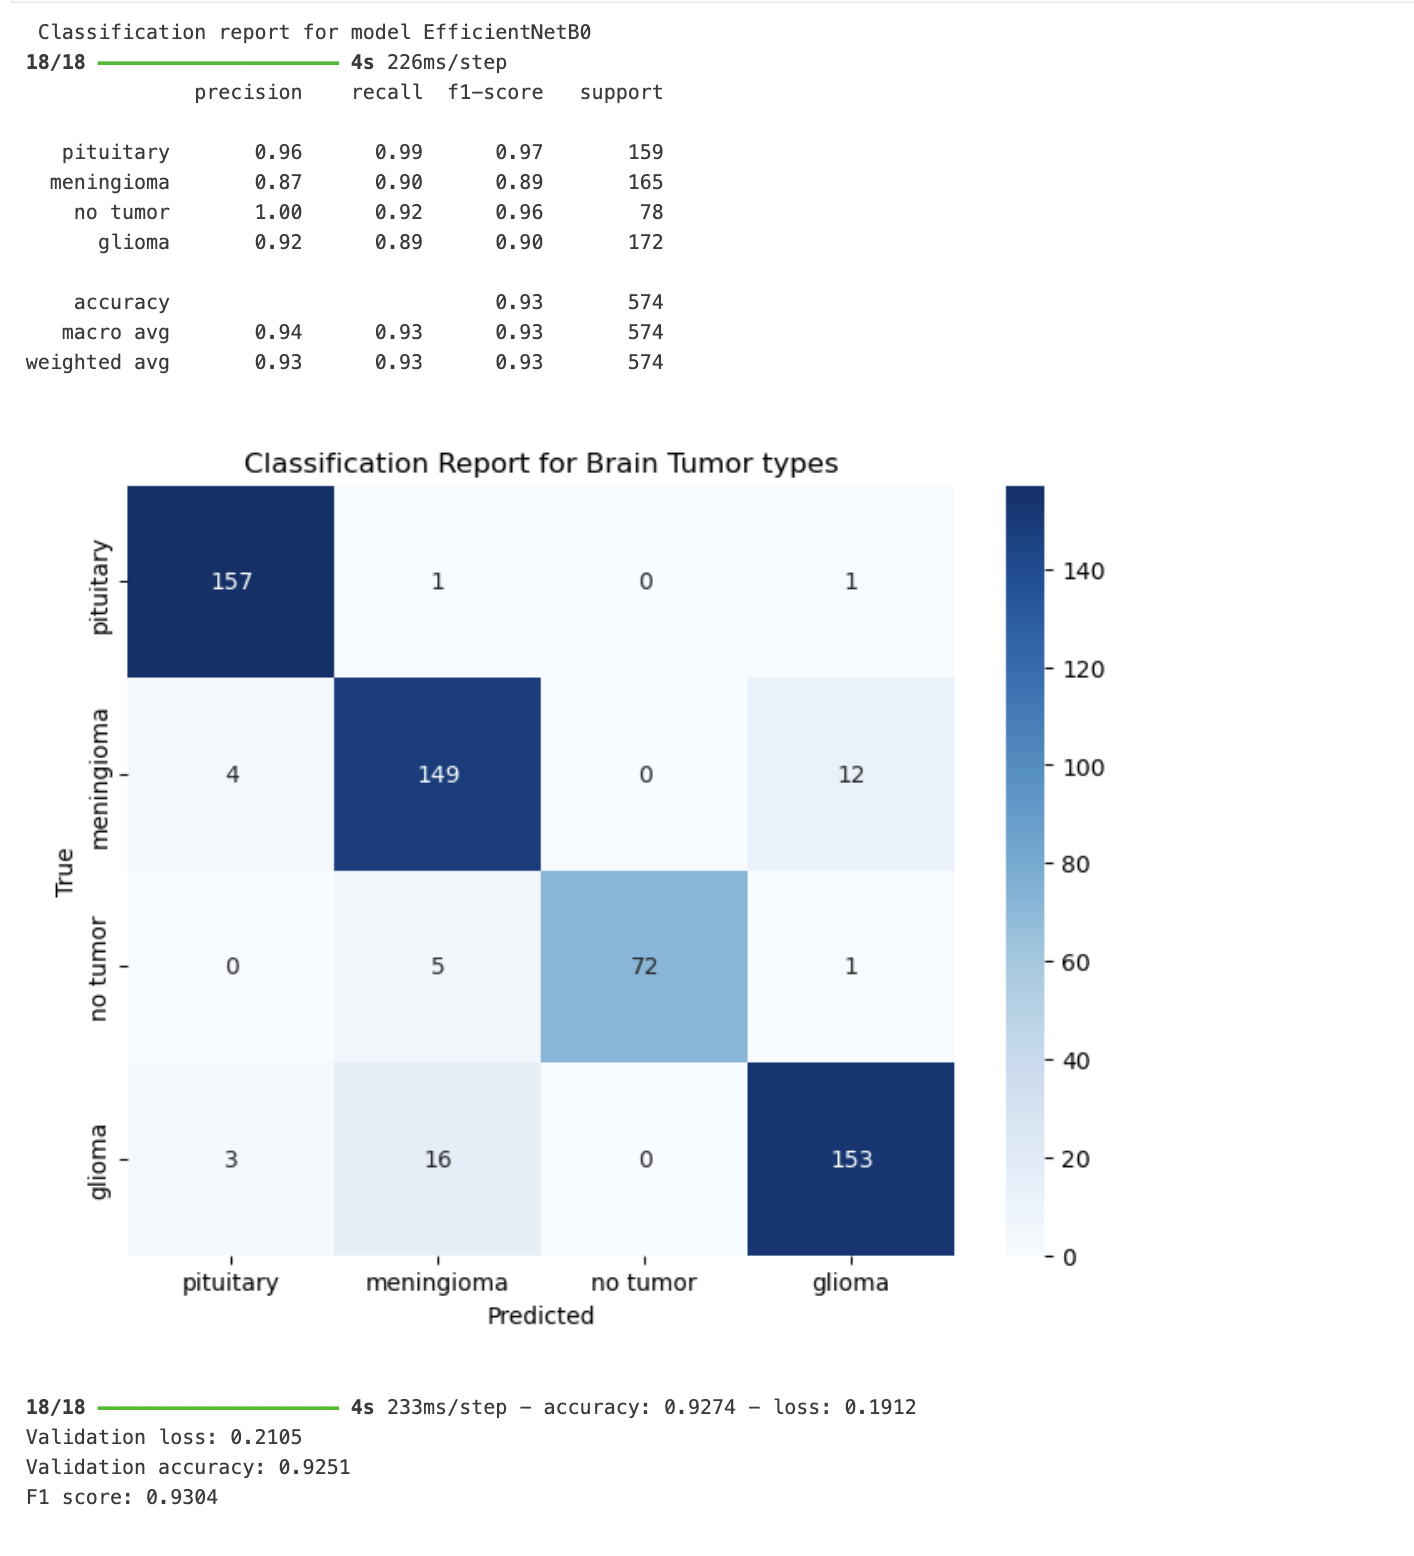 Classification report for model EfficientNetB0
18/18 4s 226ms/step
precision recall f1-score support
pituitary 0.96 0.99 0.97 159
meningioma 0.87 0.90 0.89 165
no tumor 1.00 0.92 0.96 78
glioma 0.92 0.89 0.90 172
accuracy 0.93 574
macro avg 0.94 0.93 0.93 574
weighted avg 0.93 0.93 0.93 574
Classification Report for Brain Tumor types
True
pituitary 157 1 0 1
meningioma 4 149 0 12
no tumor 0 5 72 1
glioma 3 16 0 153
pituitary meningioma no tumor glioma
Predicted
140
120
100
80
60
40
20
0
18/18 4s 233ms/step - accuracy: 0.9274 - loss: 0.1912
Validation loss: 0.2105
Validation accuracy: 0.9251
F1 score: 0.9304